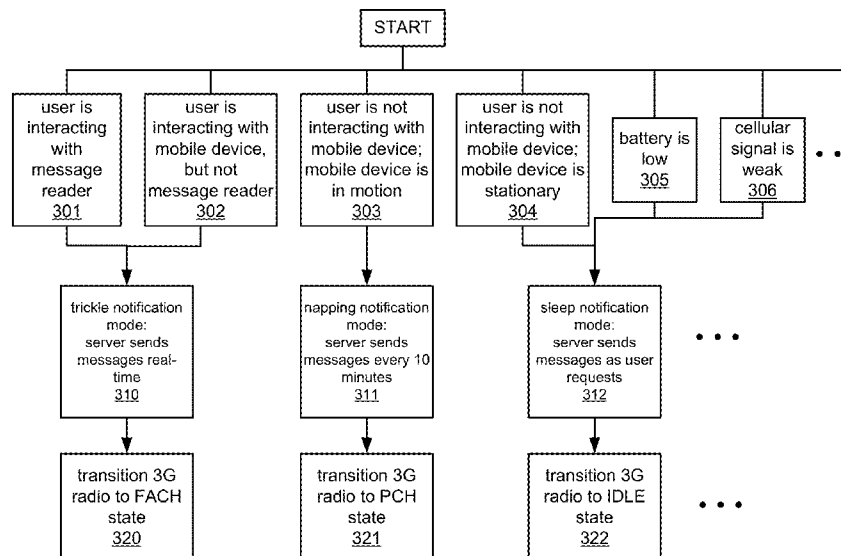 START
user is
interacting
with
message
reader
301
user is
interacting with
mobile device,
but not
message reader
302
user is not
interacting with
mobile device;
mobile device is
in motion
303
user is not
interacting with
mobile device;
mobile device is
stationary
304
battery is
low
305
cellular
signal is
weak
306
trickle notification
mode:
server sends
messages real-
time
310
napping notification
mode:
server sends
messages every 10
minutes
311
sleep notification
mode:
server sends
messages as user
requests
312
transition 3G
radio to FACH
state
320
transition 3G
radio to PCH
state
321
transition 3G
radio to IDLE
state
322